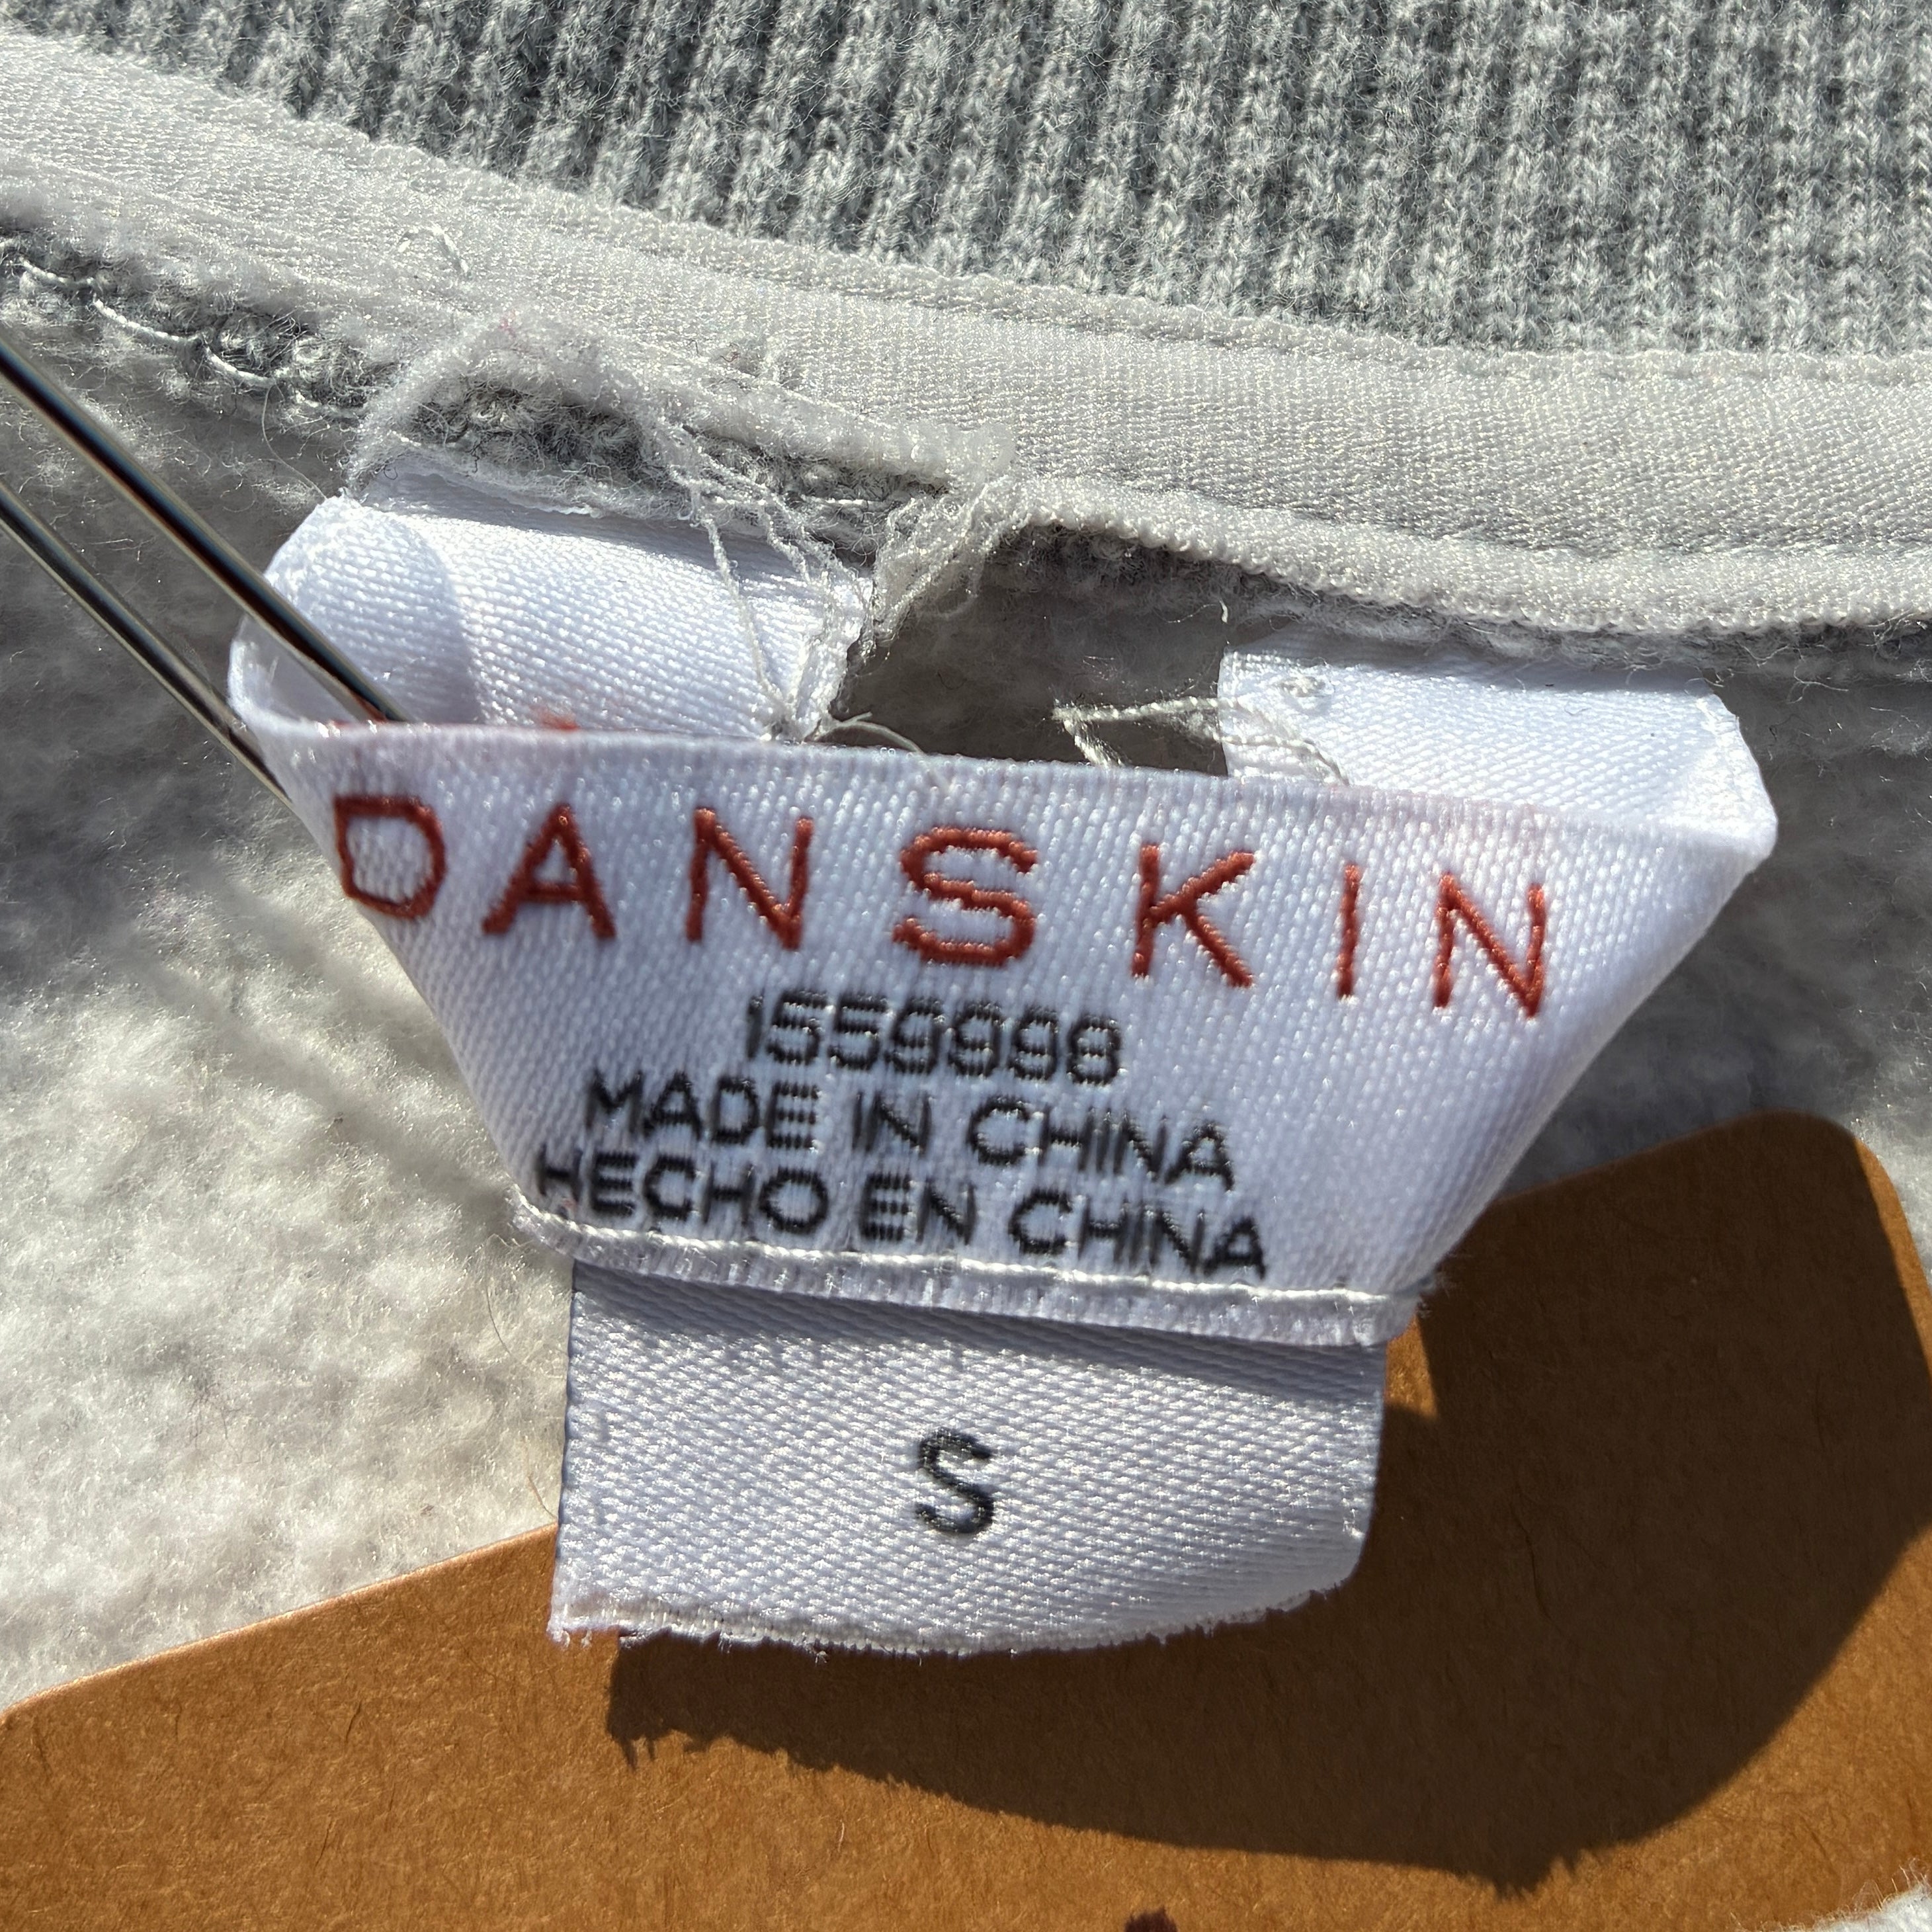 DANSKIN
1559998
MADE IN CHINA
HECHO EN CHINA
S